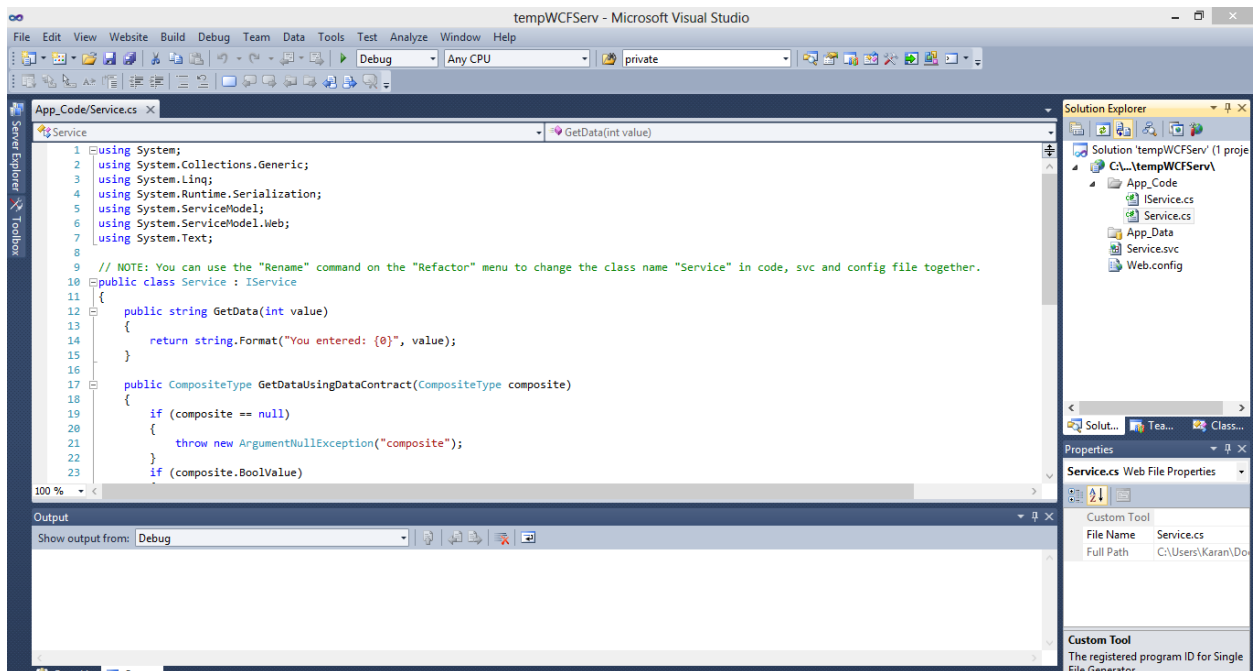 tempWCFServ - Microsoft Visual Studio
File Edit View Website Build Debug Team Data Tools Test Analyze Window Help
Debug Any CPU private
App_Code/Service.cs
Service GetData(int value)
Server Explorer
Toolbox
1 using System;
2 using System.Collections.Generic;
3 using System.Linq;
4 using System.Runtime.Serialization;
5 using System.ServiceModel;
6 using System.ServiceModel.Web;
7 using System.Text;
8
9 // NOTE: You can use the "Rename" command on the "Refactor" menu to change the class name "Service" in code, svc and config file together.
10 public class Service : IService
11 {
12 public string GetData(int value)
13 {
14 return string.Format("You entered: {0}", value);
15 }
16
17 public CompositeType GetDataUsingDataContract(CompositeType composite)
18 {
19 if (composite == null)
20 {
21 throw new ArgumentNullException("composite");
22 }
23 if (composite.BoolValue)
100 %
Output
Show output from: Debug
Solution Explorer
Solution 'tempWCFServ' (1 proje
C:\...\tempWCFServ\
App_Code
IService.cs
Service.cs
App_Data
Service.svc
Web.config
Solut... Tea... Class...
Properties
Service.cs Web File Properties
Custom Tool
File Name Service.cs
Full Path C:\Users\Karan\Do
Custom Tool
The registered program ID for Single
File Generator